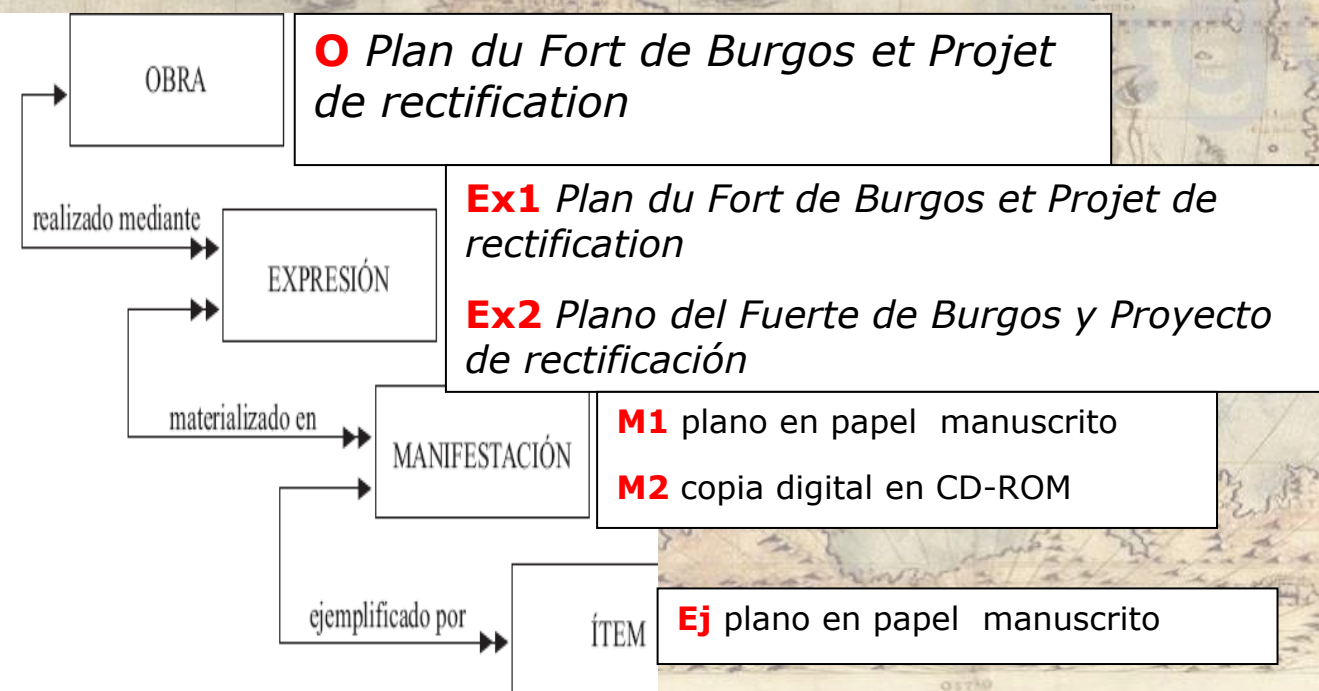 OBRA
O Plan du Fort de Burgos et Projet
de rectification
realizado mediante
EXPRESIÓN
Ex1 Plan du Fort de Burgos et Projet de
rectification
Ex2 Plano del Fuerte de Burgos y Proyecto
de rectificación
materializado en
MANIFESTACIÓN
M1 plano en papel manuscrito
M2 copia digital en CD-ROM
ejemplificado por
ÍTEM
Ej plano en papel manuscrito